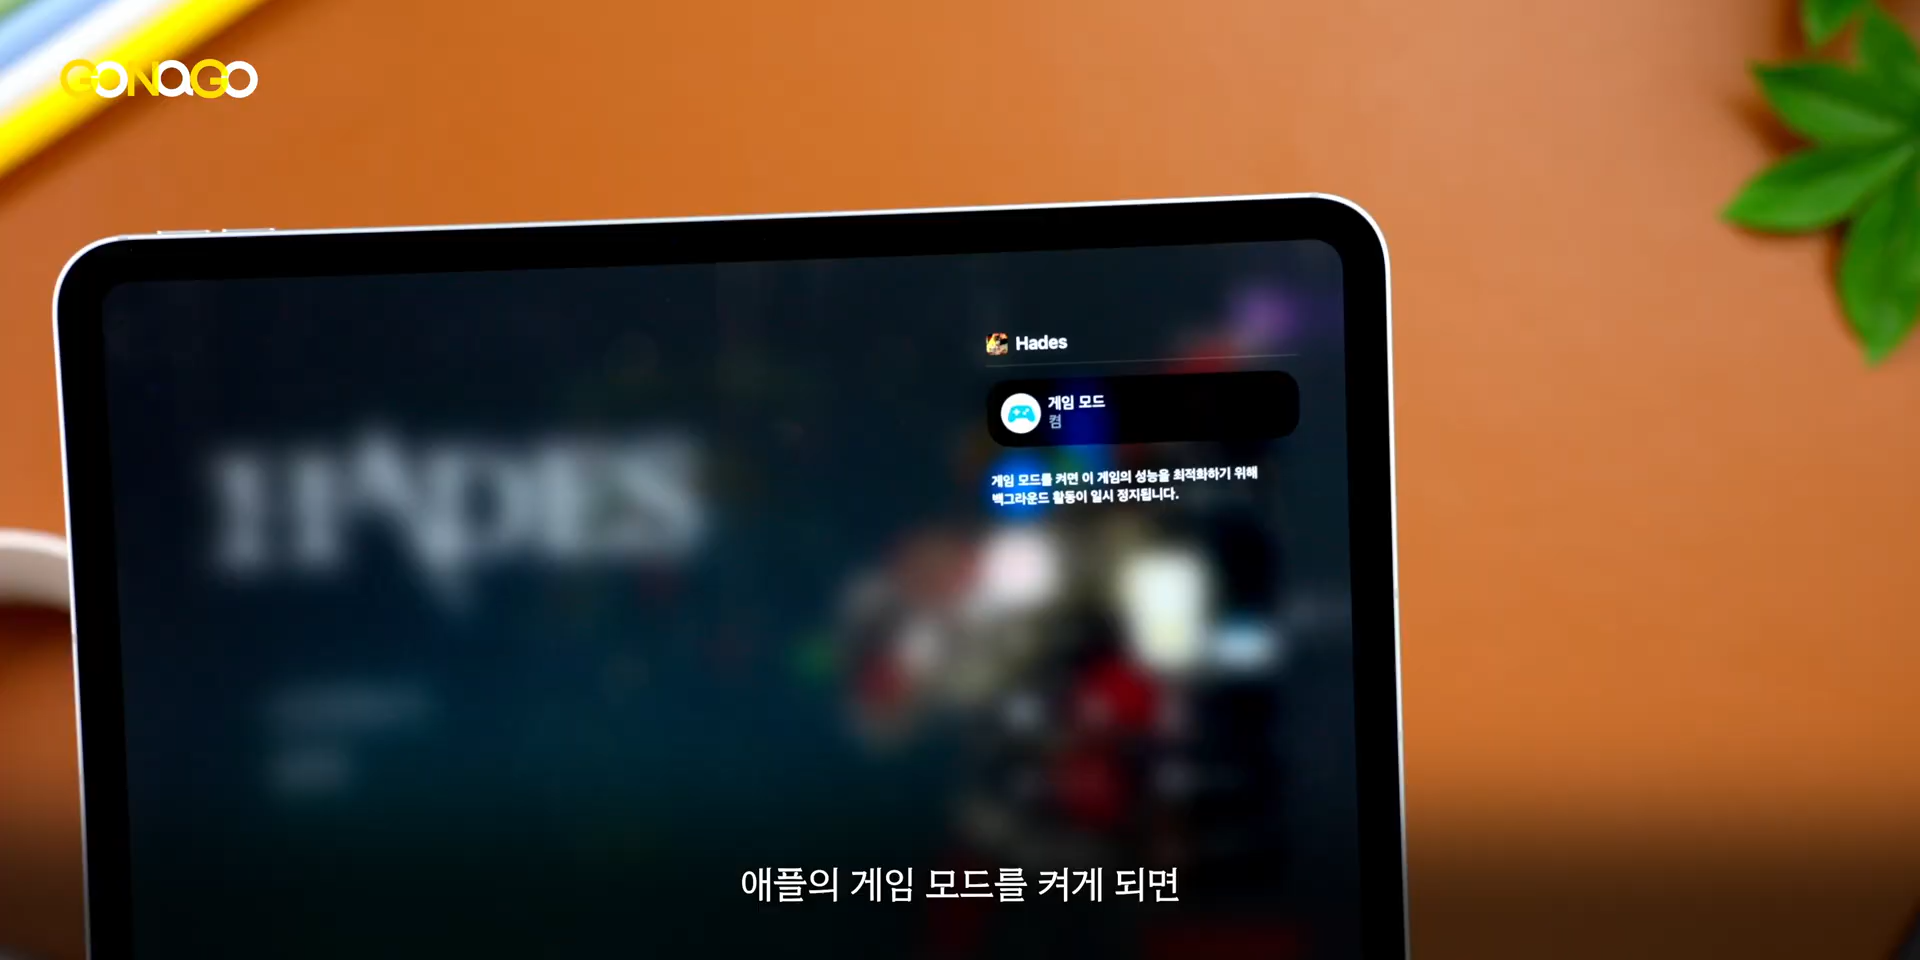 GONAGO
Hades
게임 모드
켬
게임 모드를 켜면 이 게임의 성능을 최적화하기 위해
백그라운드 활동이 일시 정지됩니다.
HADES
애플의 게임 모드를 켜게 되면